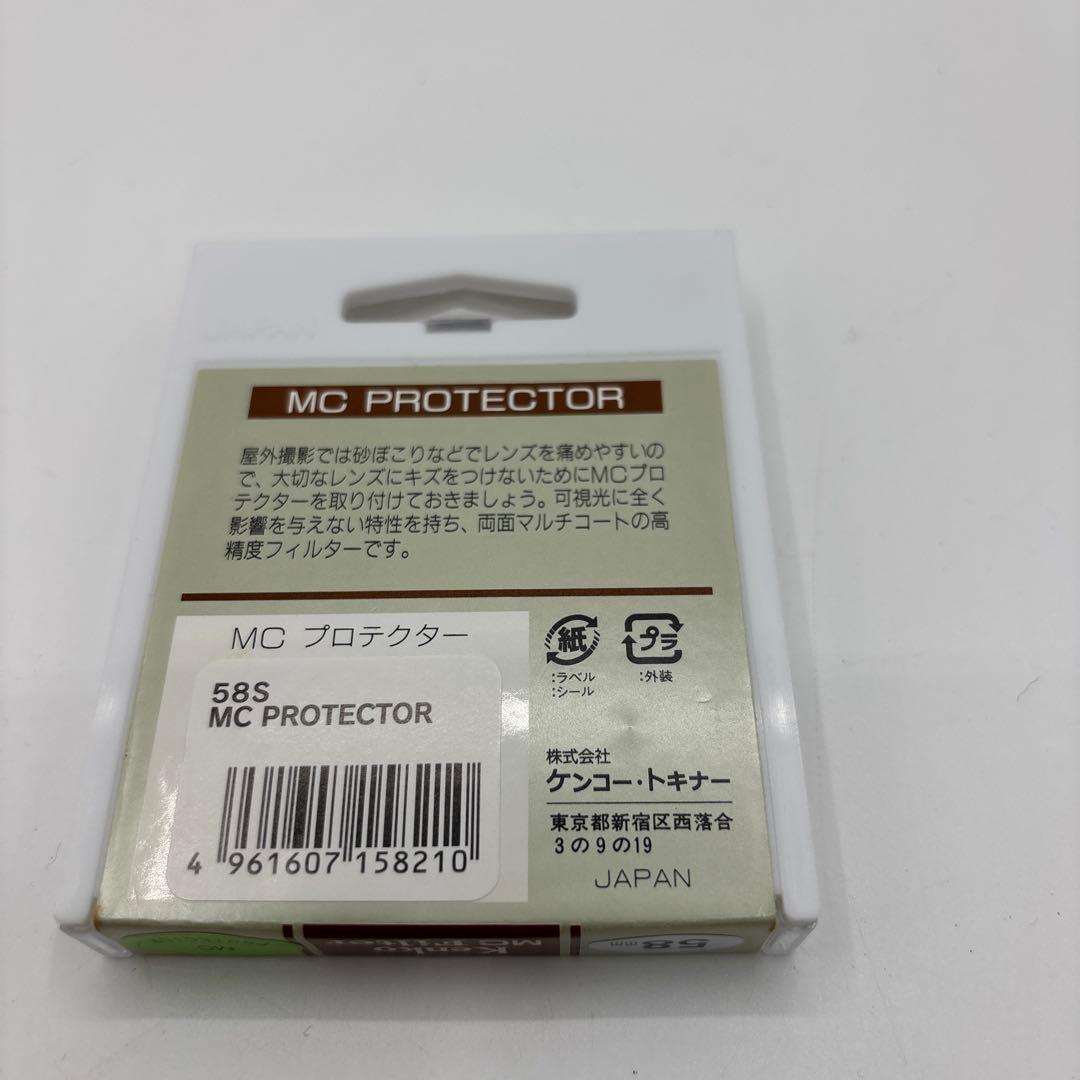 MC PROTECTOR
屋外撮影では砂ぼこりなどでレンズを痛めやすいの
で、大切なレンズにキズをつけないためにMCプロ
テクターを取り付けておきましょう。可視光に全く
影響を与えない特性を持ち、両面マルチコートの高
精度フィルターです。
MC プロテクター
58S
MC PROTECTOR
4 961607 158210
紙
:ラベル
:シール
プラ
:外装
株式会社
ケンコー・トキナー
東京都新宿区西落合
3の9の19
JAPAN
MC
PROTECTOR
Kenko
MC Filter
58mm